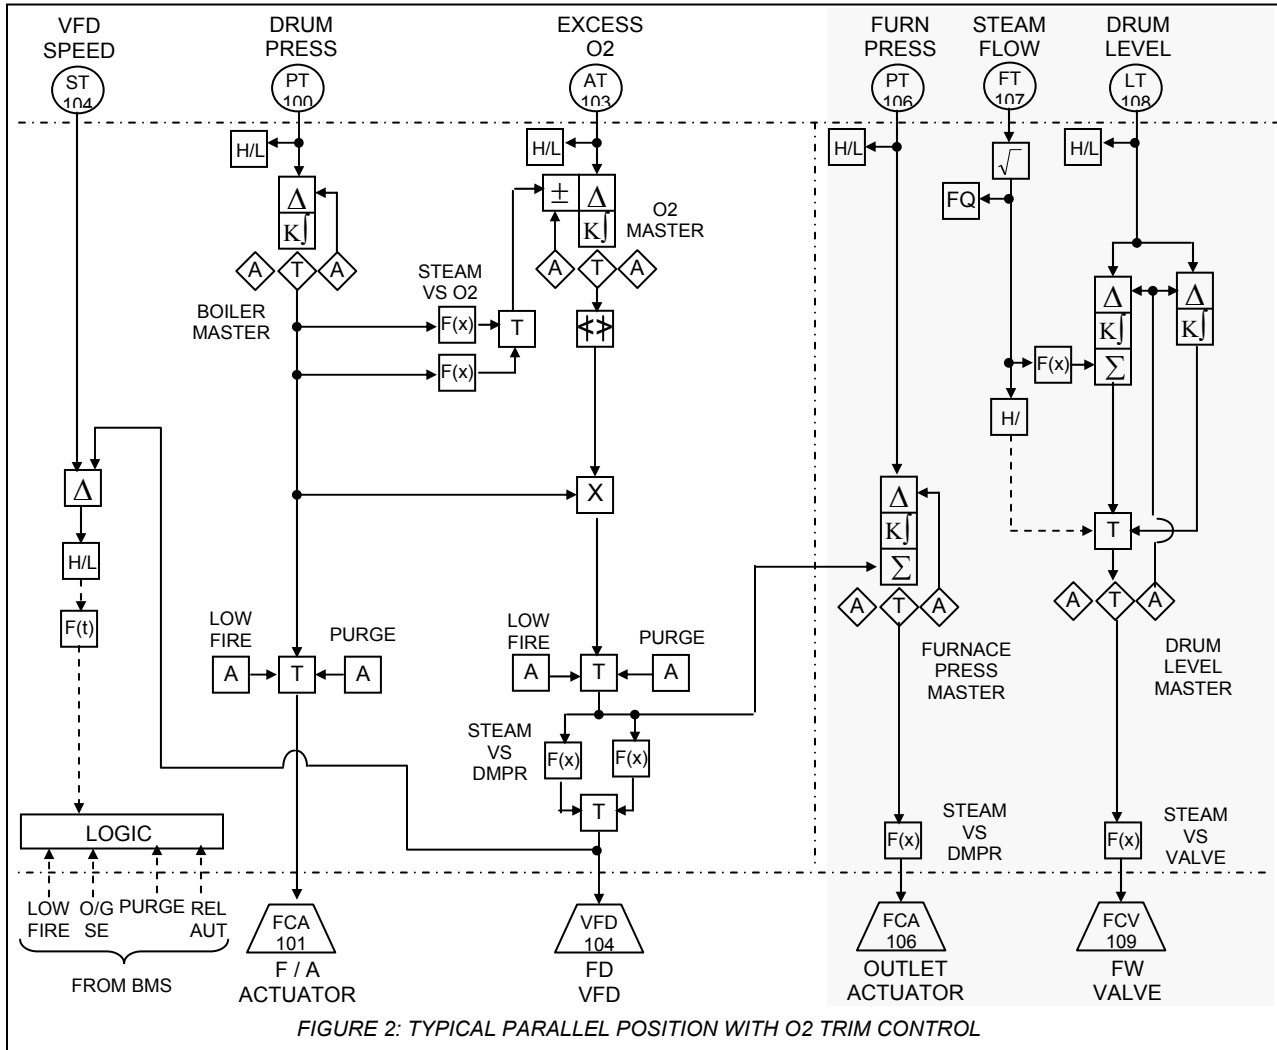 VFD
SPEED
DRUM
PRESS
EXCESS
O2
FURN
PRESS
STEAM
FLOW
DRUM
LEVEL
ST
104
PT
100
AT
103
PT
106
FT
107
LT
108
H/L
H/L
H/L
H/L
√
FQ
Δ
K∫
± Δ
K∫
O2
MASTER
A T A
A T A
BOILER
MASTER
STEAM
VS O2
F(x)
T
F(x)
<>
Δ
K∫
Σ
Δ
K∫
F(x)
H/
Δ
H/L
F(t)
X
Δ
K∫
Σ
T
A T A
A T A
FURNACE
PRESS
MASTER
DRUM
LEVEL
MASTER
LOW
FIRE
PURGE
A T A
LOW
FIRE
PURGE
A T A
STEAM
VS
DMPR
F(x) F(x)
T
STEAM
VS
DMPR
F(x)
STEAM
VS
VALVE
F(x)
LOGIC
LOW
FIRE
O/G
SE
PURGE
REL
AUT
FROM BMS
FCA
101
F / A
ACTUATOR
VFD
104
FD
VFD
FCA
106
OUTLET
ACTUATOR
FCV
109
FW
VALVE
FIGURE 2: TYPICAL PARALLEL POSITION WITH O2 TRIM CONTROL